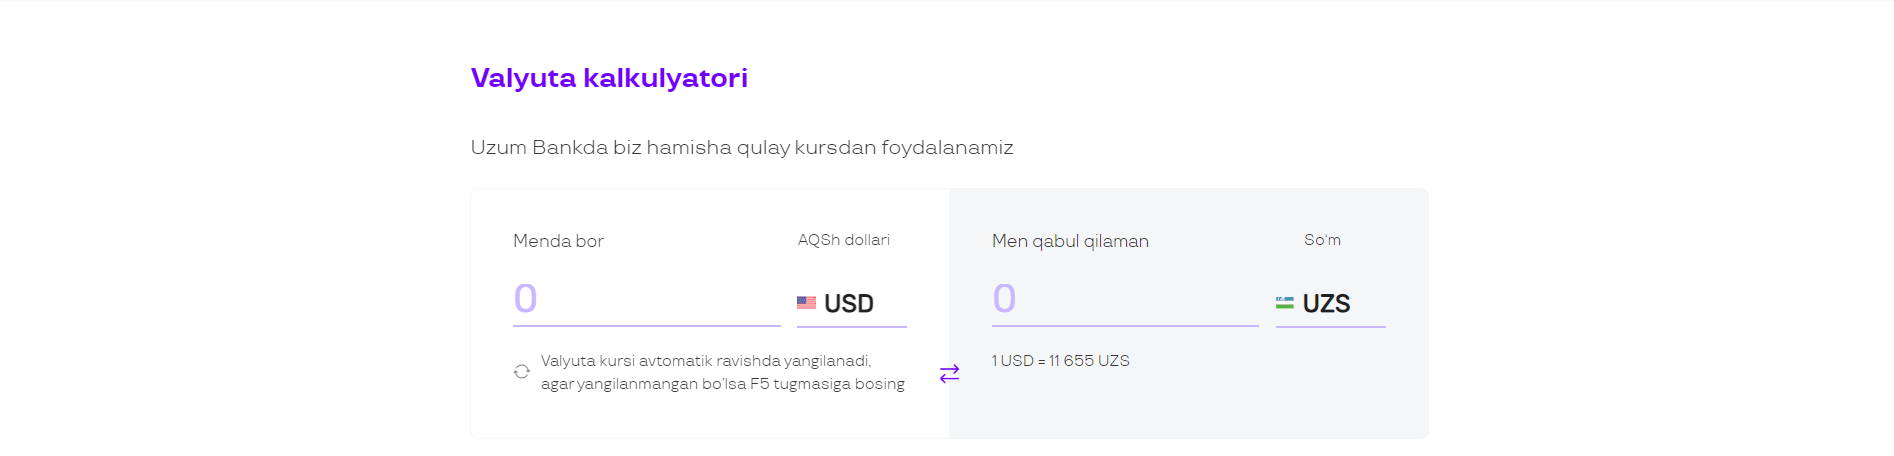 Valyuta kalkulyatori
Uzum Bankda biz hamisha qulay kursdan foydalanamiz
Menda bor
AQSh dollari
0
USD
Valyuta kursi avtomatik ravishda yangilanadi,
agar yangilanmangan bo'lsa F5 tugmasiga bosing
Men qabul qilaman
So‘m
0
UZS
1 USD = 11 655 UZS